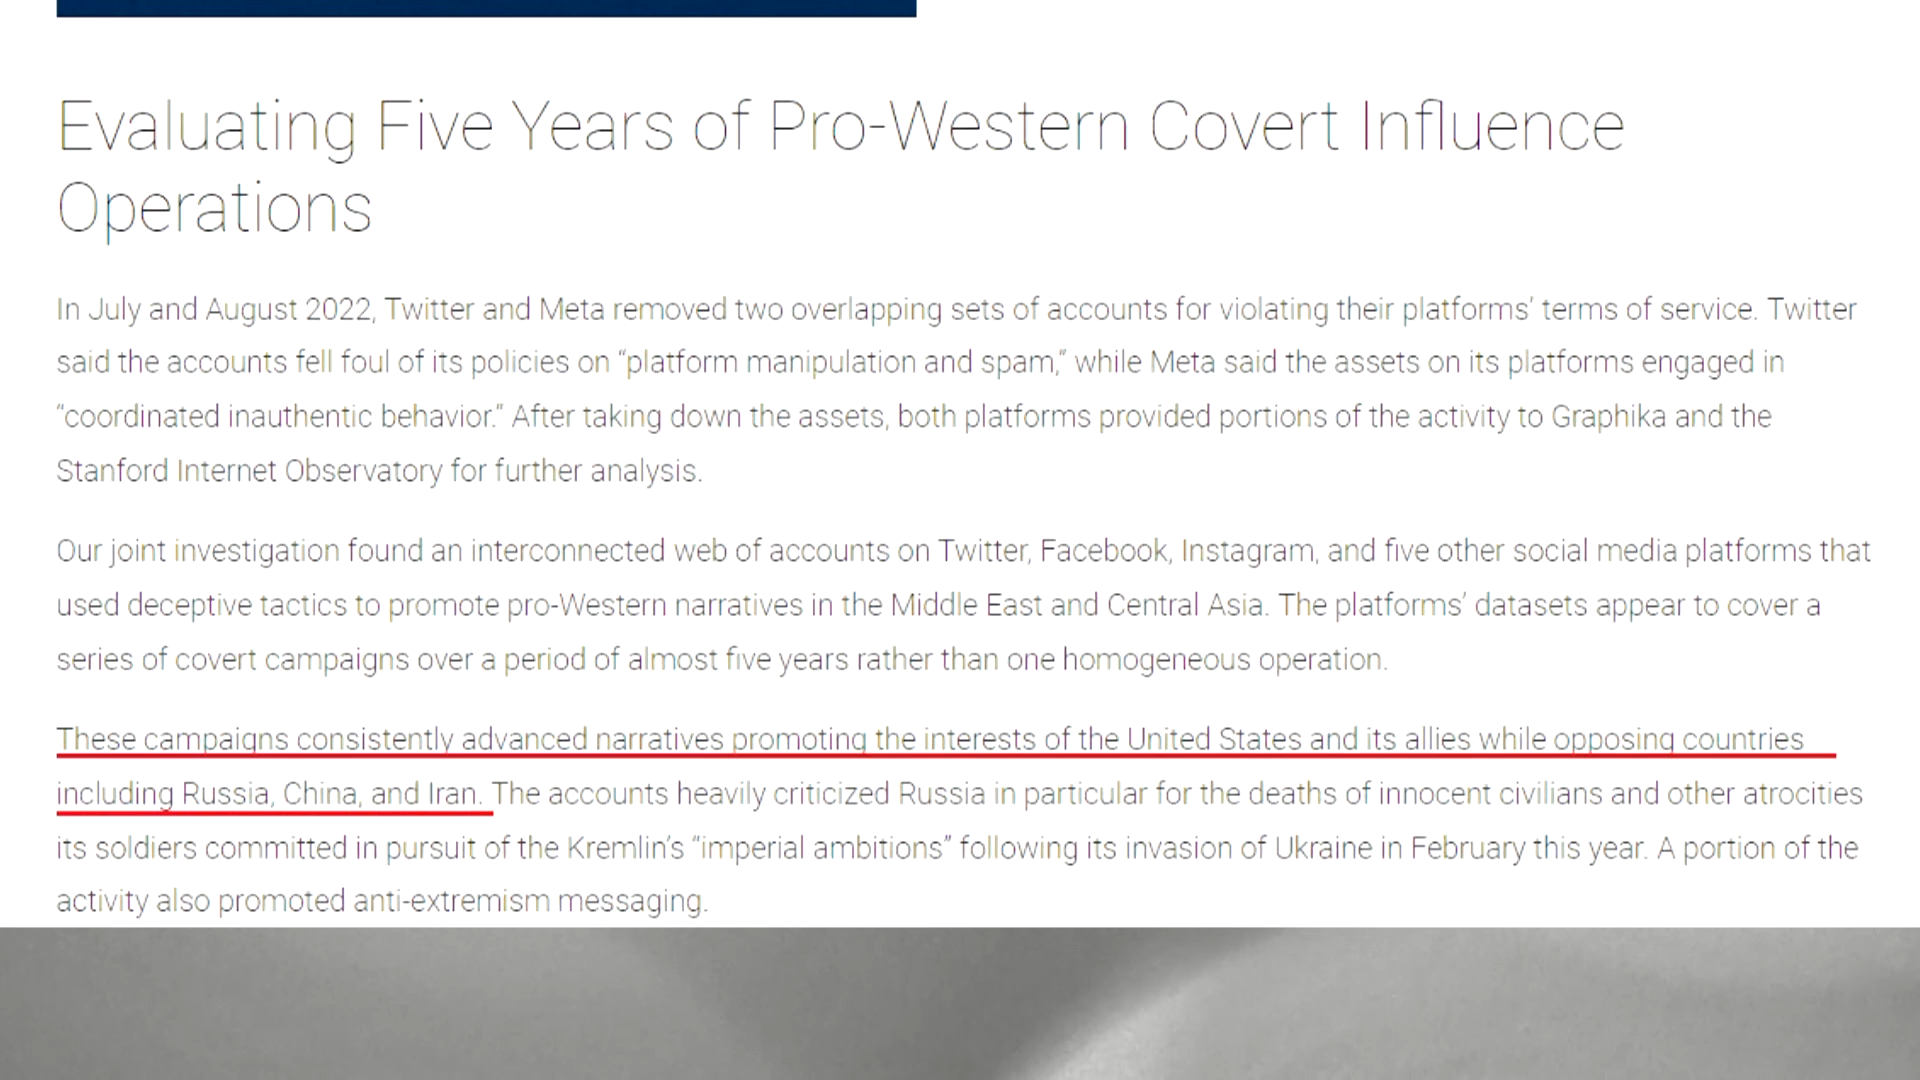 Evaluating Five Years of Pro-Western Covert Influence
Operations
In July and August 2022, Twitter and Meta removed two overlapping sets of accounts for violating their platforms’ terms of service. Twitter
said the accounts fell foul of its policies on “platform manipulation and spam,” while Meta said the assets on its platforms engaged in
“coordinated inauthentic behavior.” After taking down the assets, both platforms provided portions of the activity to Graphika and the
Stanford Internet Observatory for further analysis.
Our joint investigation found an interconnected web of accounts on Twitter, Facebook, Instagram, and five other social media platforms that
used deceptive tactics to promote pro-Western narratives in the Middle East and Central Asia. The platforms’ datasets appear to cover a
series of covert campaigns over a period of almost five years rather than one homogeneous operation.
These campaigns consistently advanced narratives promoting the interests of the United States and its allies while opposing countries
including Russia, China, and Iran. The accounts heavily criticized Russia in particular for the deaths of innocent civilians and other atrocities
its soldiers committed in pursuit of the Kremlin’s “imperial ambitions” following its invasion of Ukraine in February this year. A portion of the
activity also promoted anti-extremism messaging.